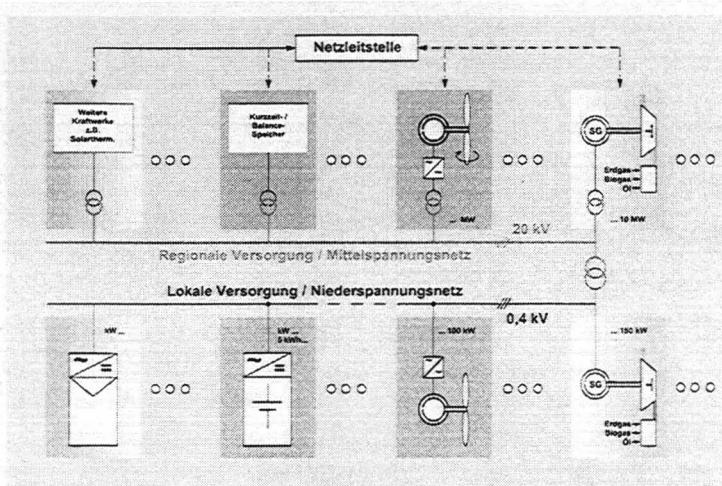 Netzleitstelle
Weitere
Kraftwerke
z.B.
Solartherm.
Kurzzeit- /
Balance-
Speicher
SG
T
Erdgas
Biogas
Öl
... MW
... 10 MW
20 kV
Regionale Versorgung / Mittelspannungsnetz
Lokale Versorgung / Niederspannungsnetz
0,4 kV
kW ...
kW ...
5 kWh...
... 100 kW
... 150 kW
SG
T
Erdgas
Biogas
Öl